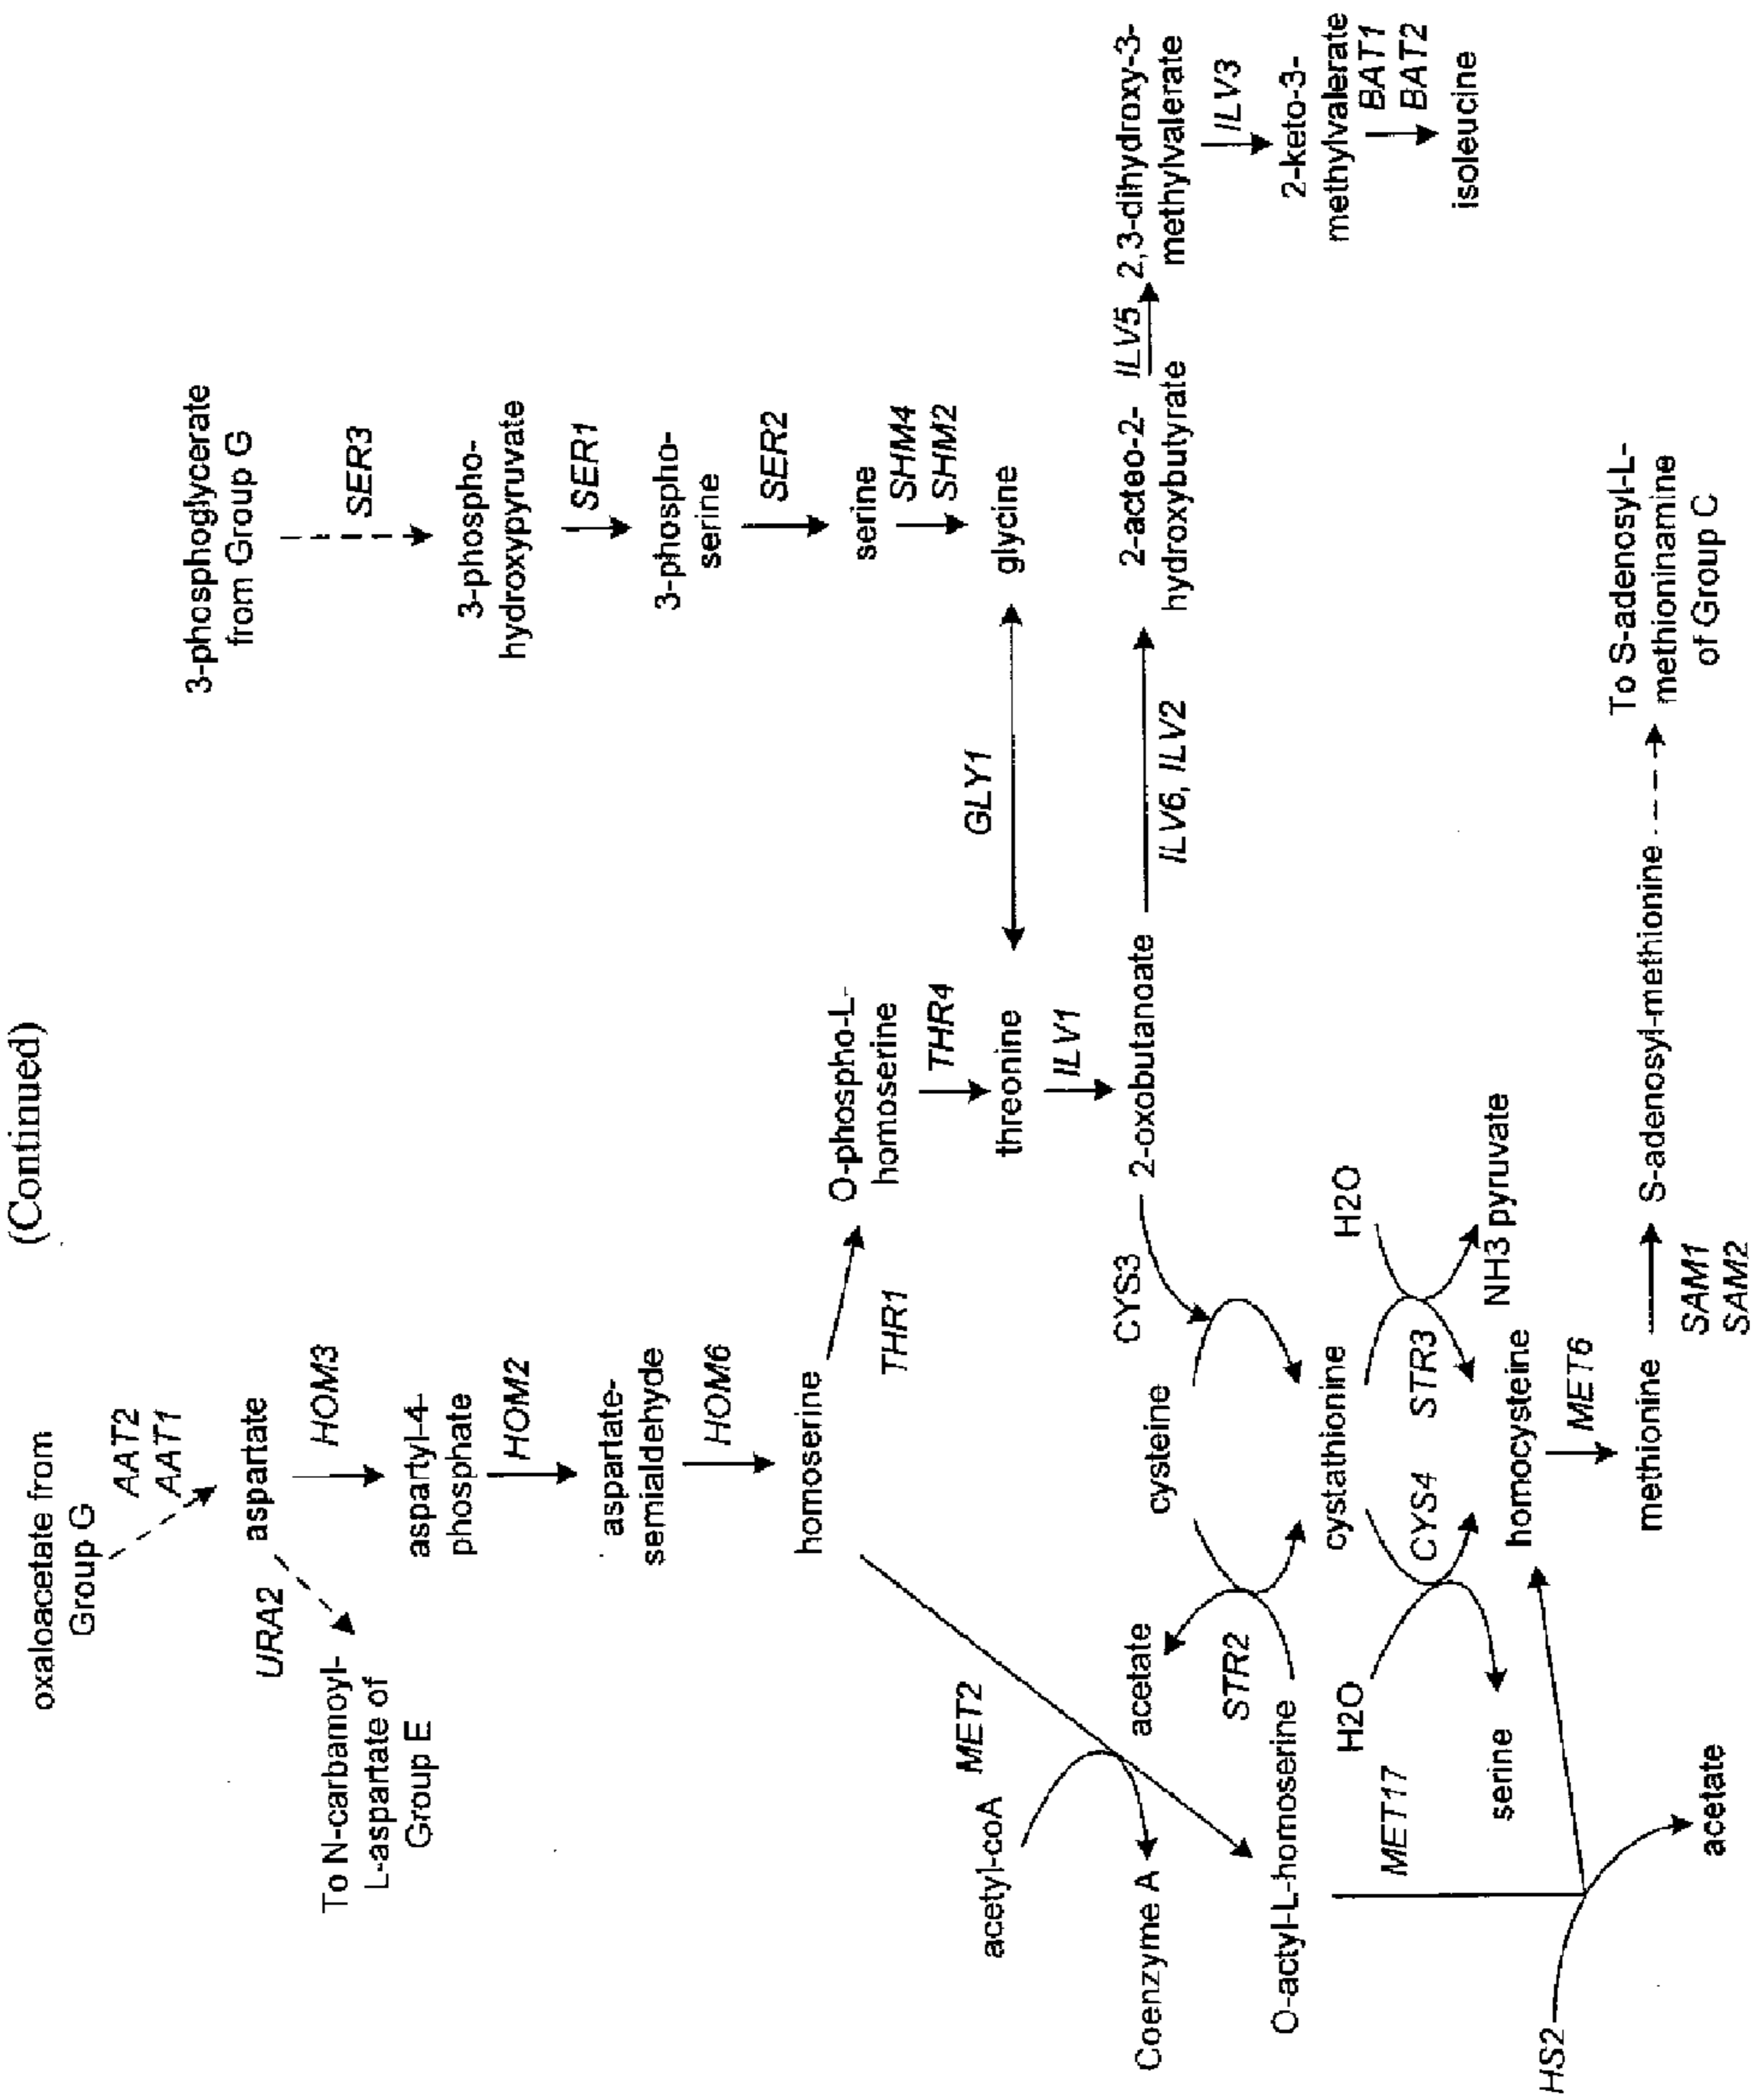 (Continued)
oxaloacetate from
Group G
AAT2
AAT1
aspartate
URA2
To N-carbamoyl-
L-aspartate of
Group E
HOM3
aspartyl-4-
phosphate
HOM2
aspartate-
semialdehyde
HOM6
homoserine
THR1
O-phospho-L-
homoserine
THR4
threonine
ILV1
GLY1
3-phosphoglycerate
from Group G
SER3
3-phospho-
hydroxypyruvate
SER1
3-phospho-
serine
SER2
serine
SHM4
SHM2
glycine
2-oxobutanoate
ILV6, ILV2
2-acteo-2-
hydroxybutyrate
ILV5
2,3-dihydroxy-3-
methylvalerate
ILV3
2-keto-3-
methylvalerate
BAT1
BAT2
isoleucine
MET2
acetyl-coA
Coenzyme A
O-actyl-L-homoserine
acetate
STR2
cysteine
CYS3
cystathionine
H2O
STR3
NH3 pyruvate
H2O
CYS4
serine
MET17
homocysteine
HS2
acetate
MET6
methionine
SAM1
SAM2
S-adenosyl-methionine
To S-adenosyl-L-
methioninamine
of Group C